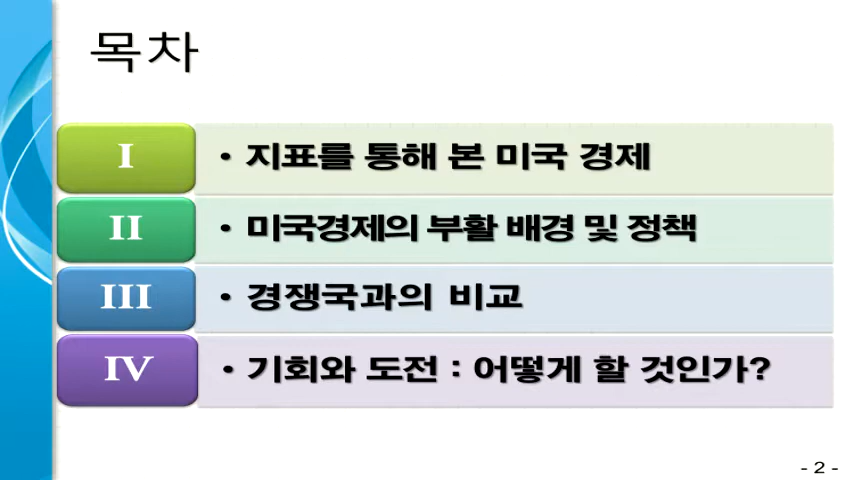 목차
I
• 지표를 통해 본 미국 경제
II
• 미국경제의 부활 배경 및 정책
III
• 경쟁국과의 비교
IV
• 기회와 도전 : 어떻게 할 것인가?
- 2 -